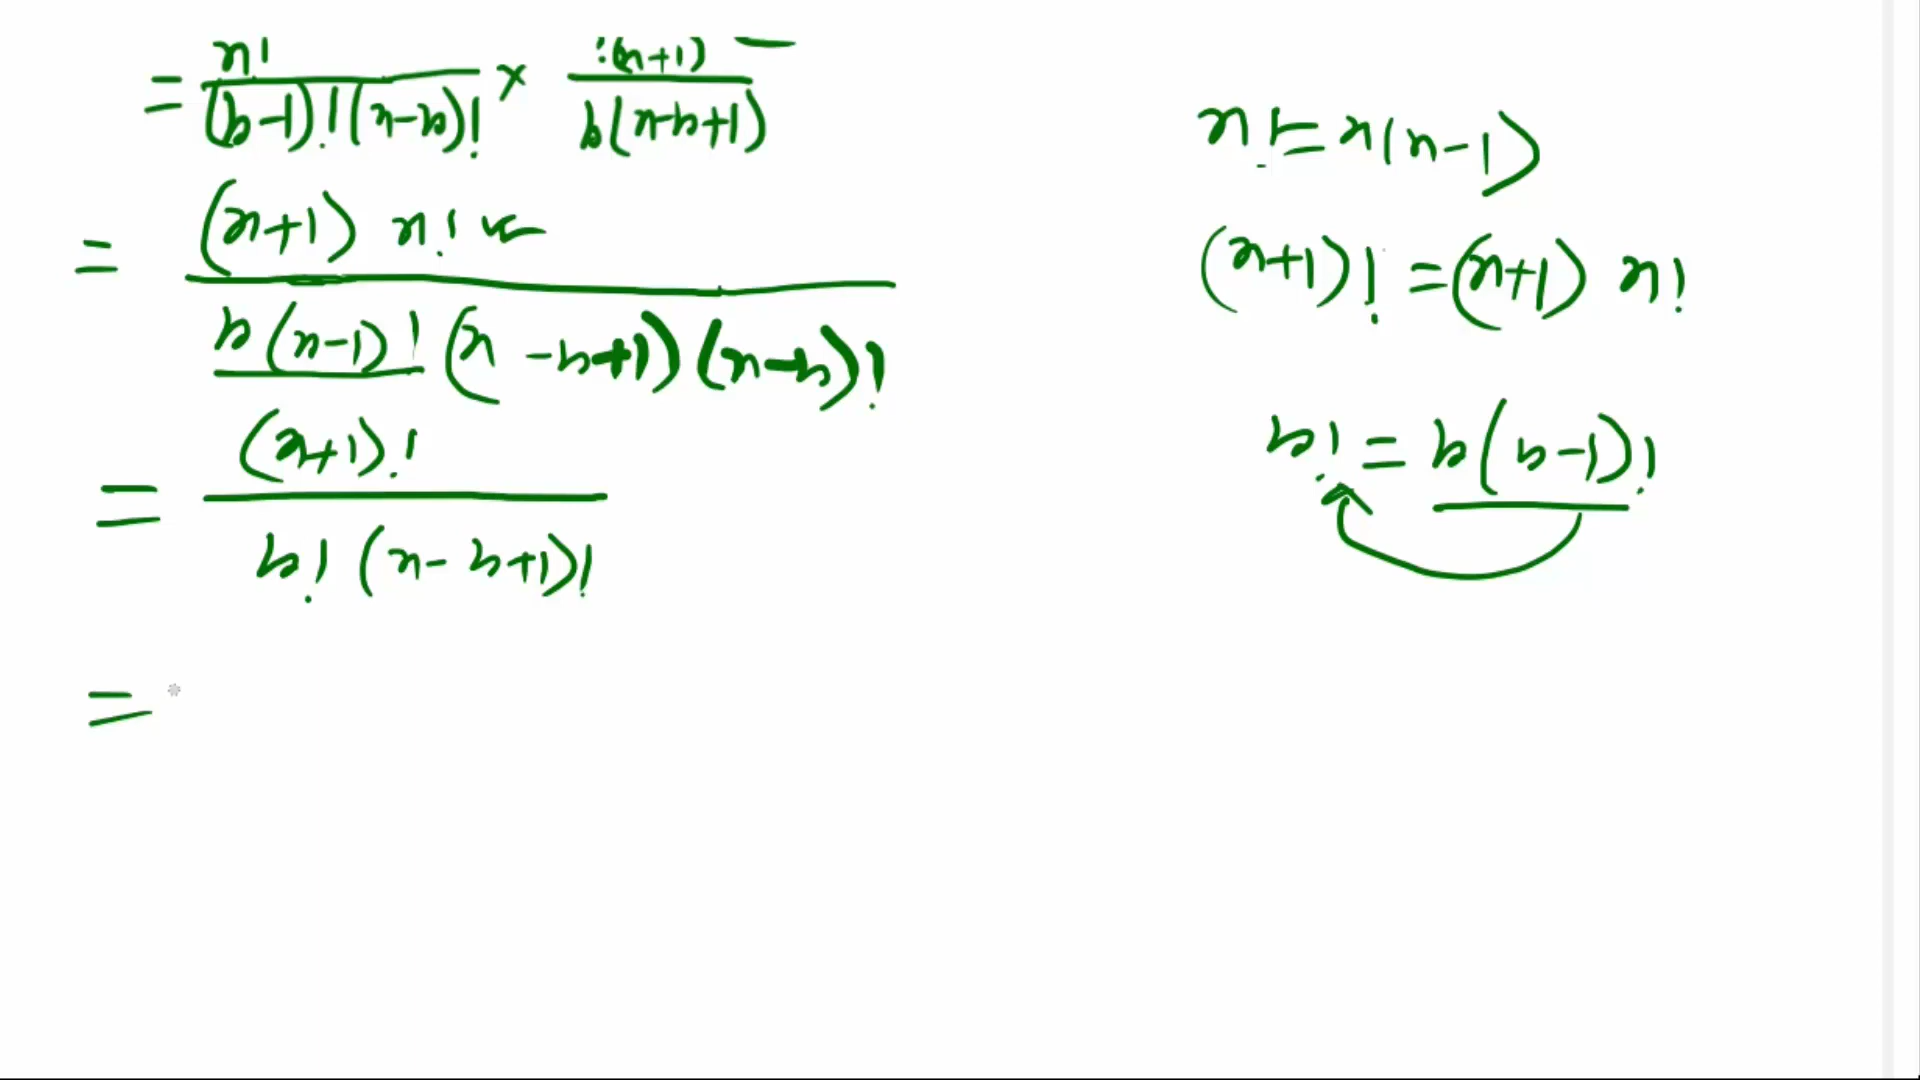 = n! / (r-1)!(n-r)! × (n+1) / r(n-r+1)
= (n+1) n! / r(n-1)! (n-r+1)(n-r)!
= (n+1)! / r! (n-r+1)!
=
n! = n(n-1)
(n+1)! = (n+1) n!
r! = r(r-1)!